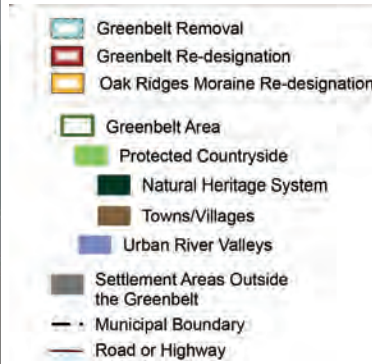 Greenbelt Removal
Greenbelt Re-designation
Oak Ridges Moraine Re-designation
Greenbelt Area
Protected Countryside
Natural Heritage System
Towns/Villages
Urban River Valleys
Settlement Areas Outside
the Greenbelt
Municipal Boundary
Road or Highway